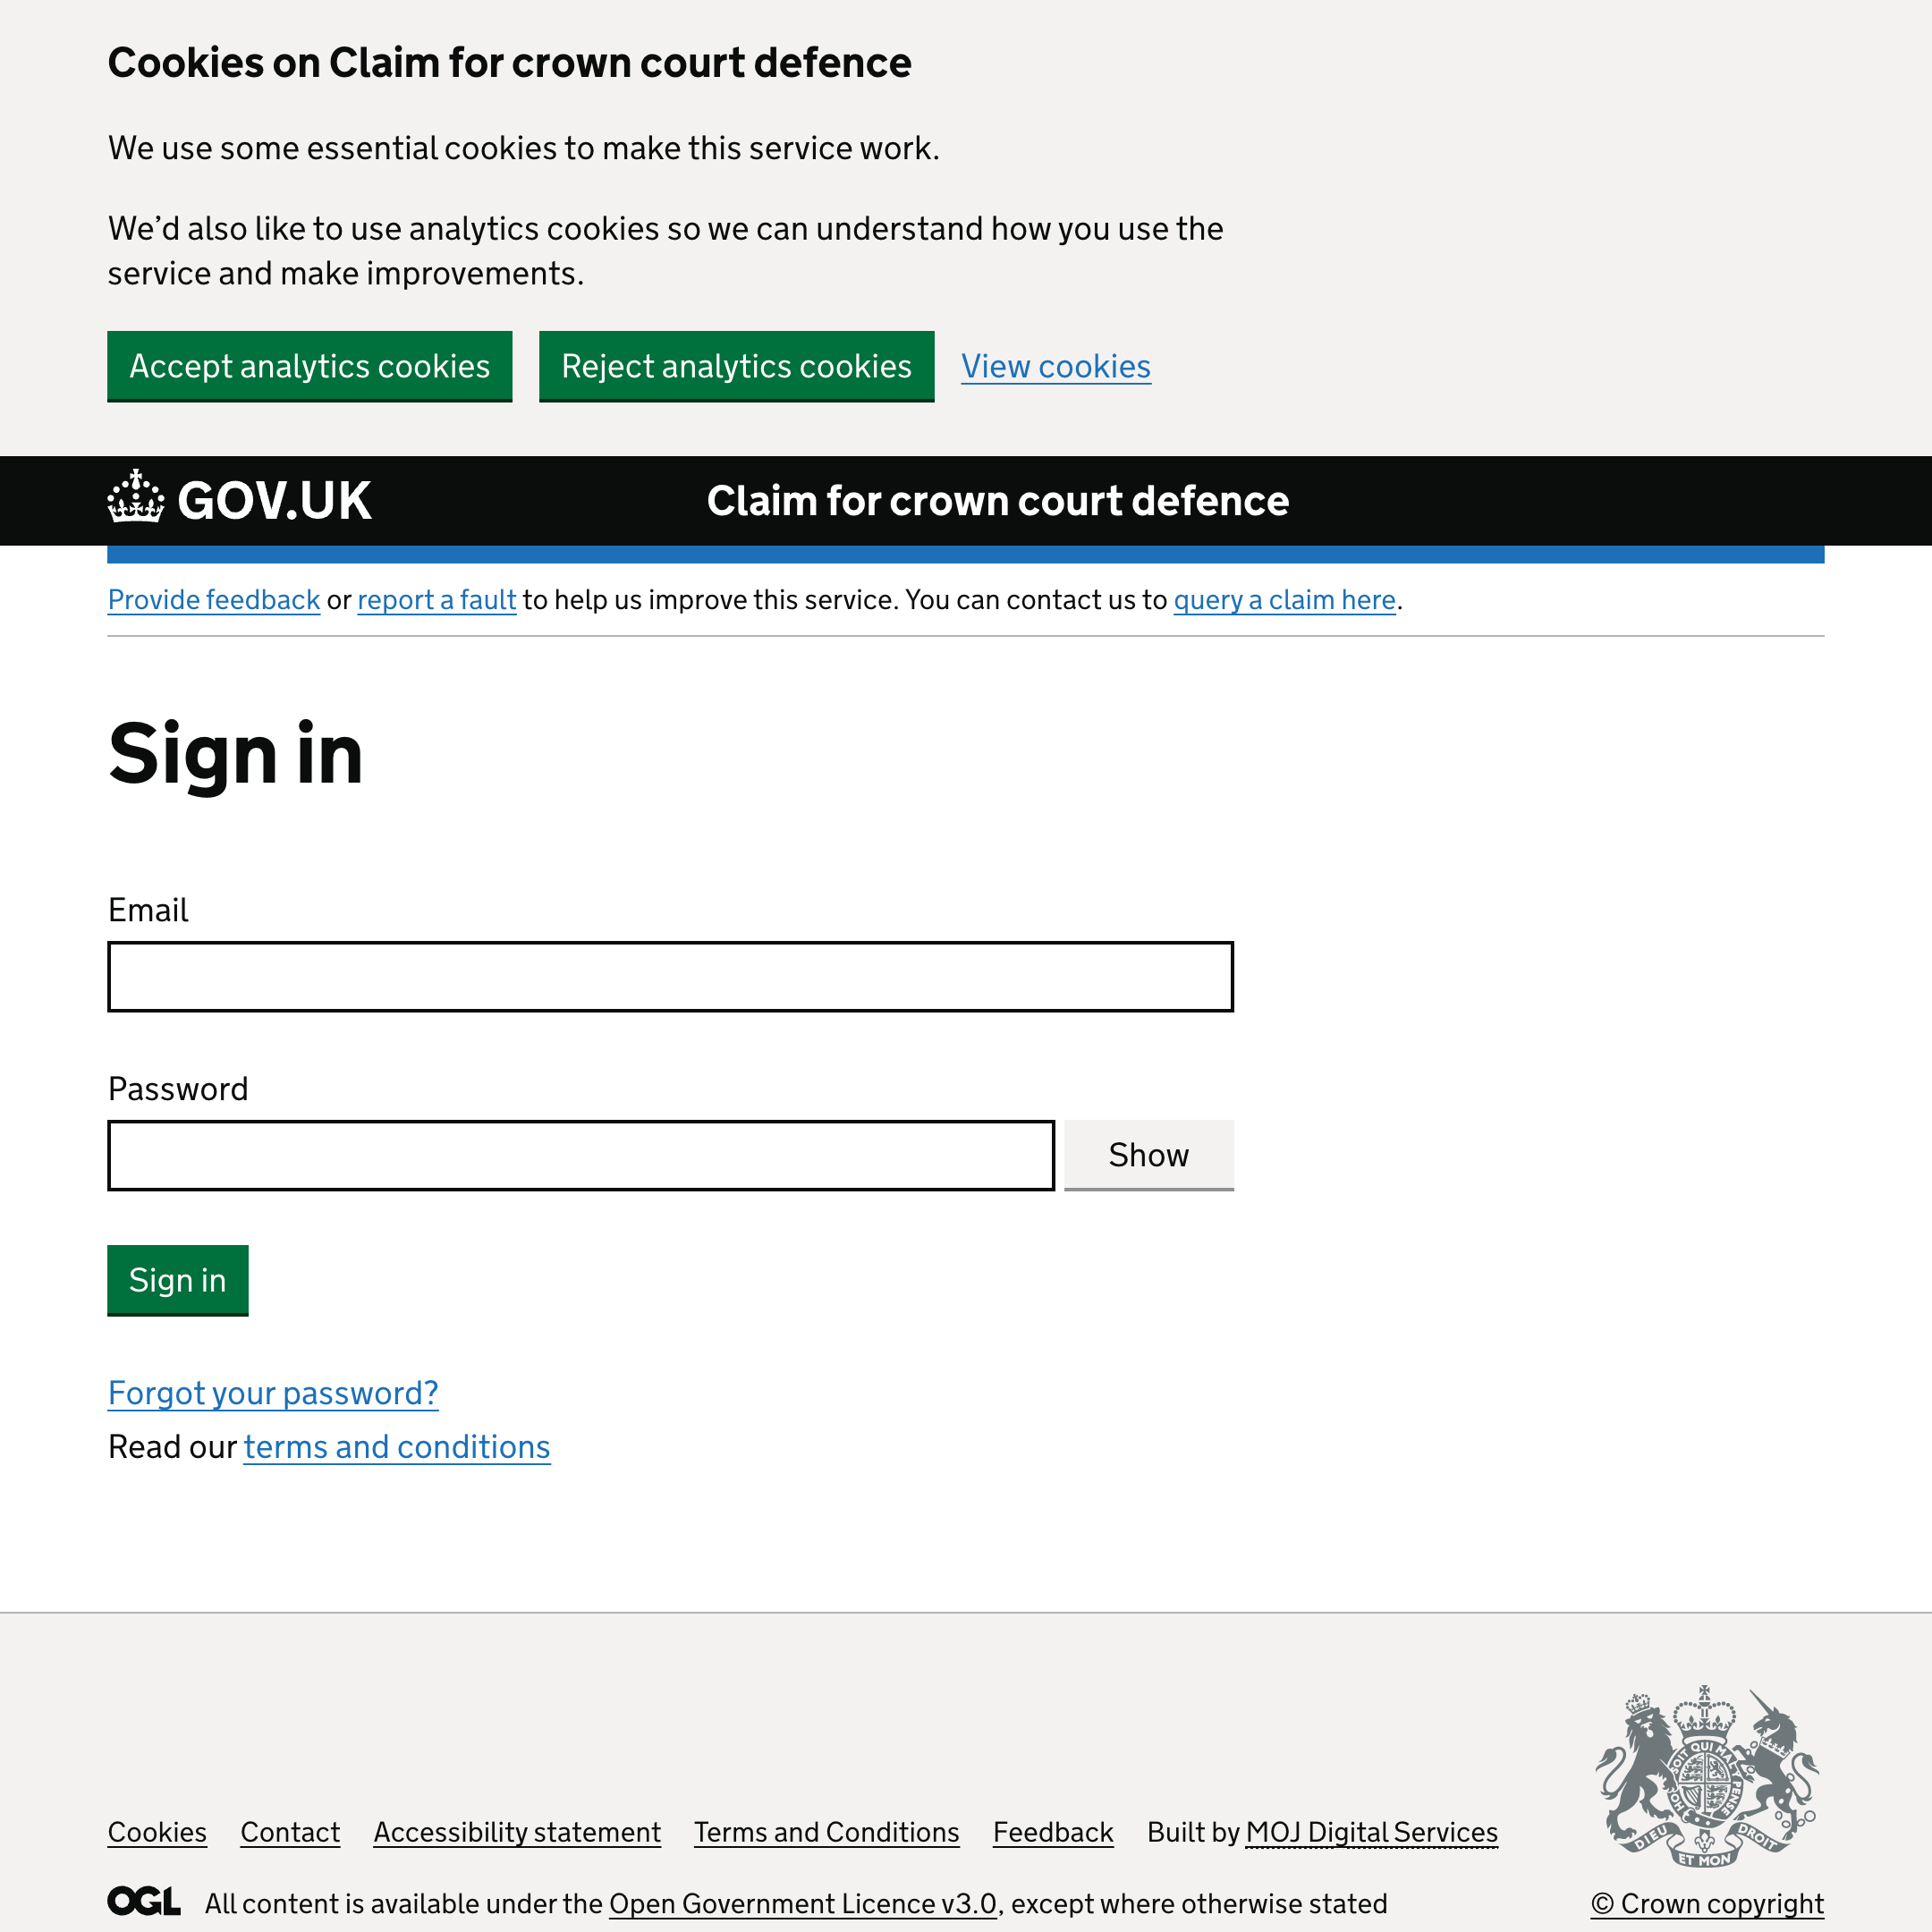 Cookies on Claim for crown court defence
We use some essential cookies to make this service work.
We’d also like to use analytics cookies so we can understand how you use the
service and make improvements.
Accept analytics cookies Reject analytics cookies View cookies
GOV.UK Claim for crown court defence
Provide feedback or report a fault to help us improve this service. You can contact us to query a claim here.
Sign in
Email
Password
Show
Sign in
Forgot your password?
Read our terms and conditions
Cookies Contact Accessibility statement Terms and Conditions Feedback Built by MOJ Digital Services
DIEU ET MON DROIT
OGL All content is available under the Open Government Licence v3.0, except where otherwise stated
© Crown copyright